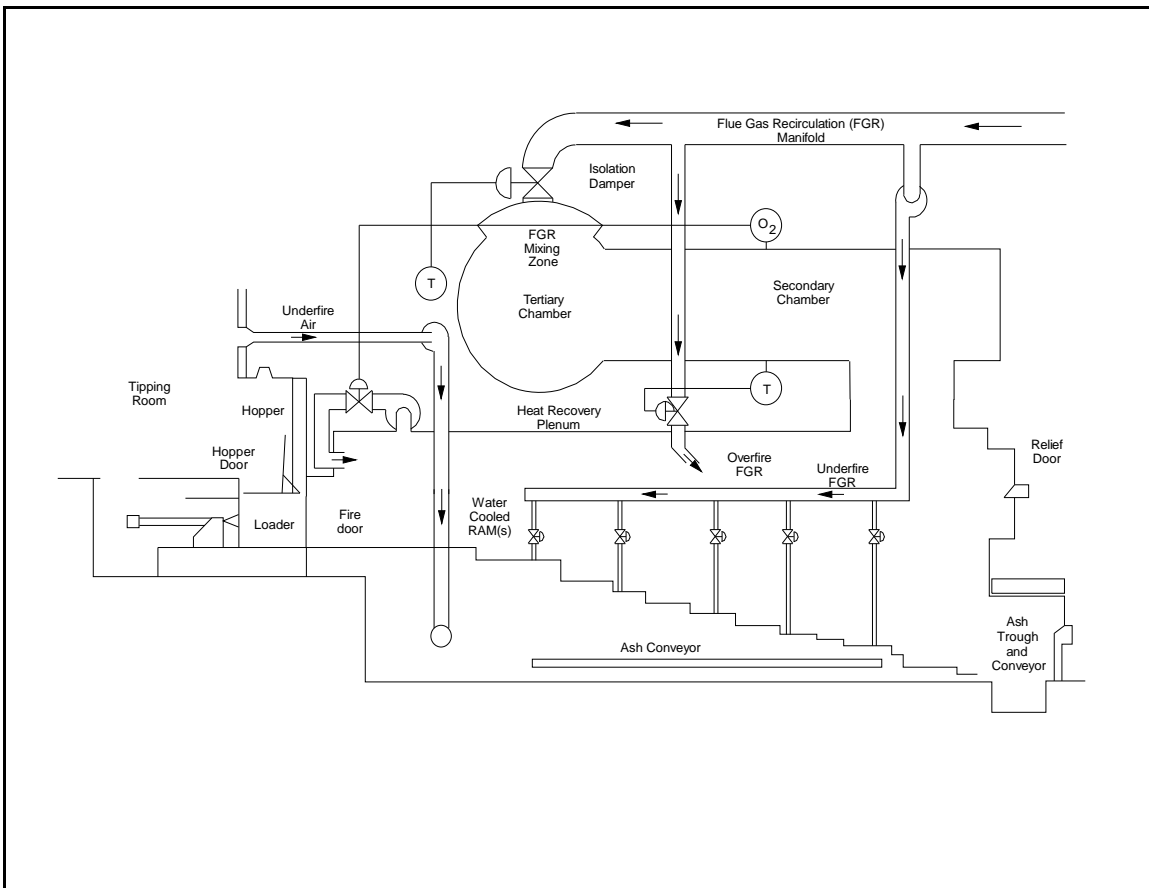 Flue Gas Recirculation (FGR)
Manifold
Isolation
Damper
O2
FGR
Mixing
Zone
T
Tertiary
Chamber
Secondary
Chamber
Underfire
Air
T
Tipping
Room
Hopper
Heat Recovery
Plenum
Hopper
Door
Overfire
FGR
Underfire
FGR
Relief
Door
Loader
Fire
door
Water
Cooled
RAM(s)
Ash Conveyor
Ash
Trough
and
Conveyor